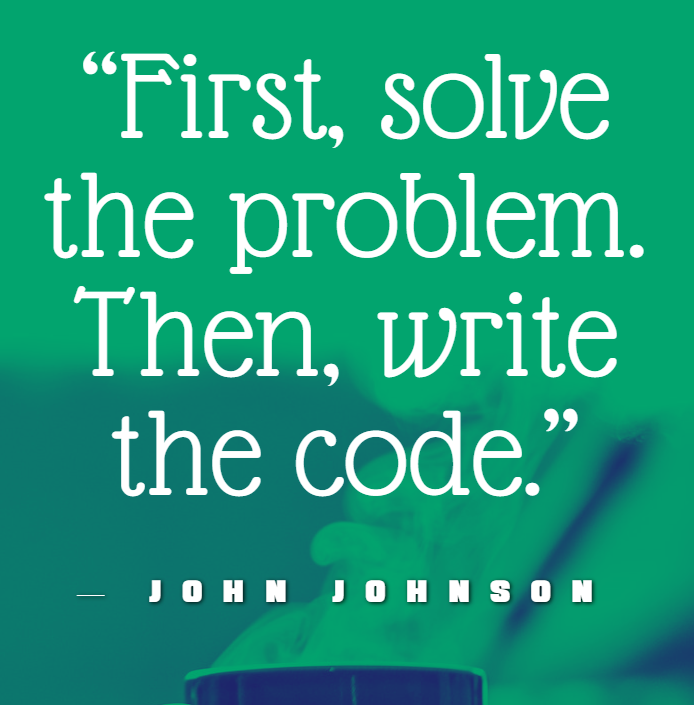 “First, solve
the problem.
Then, write
the code.”
— JOHN JOHNSON